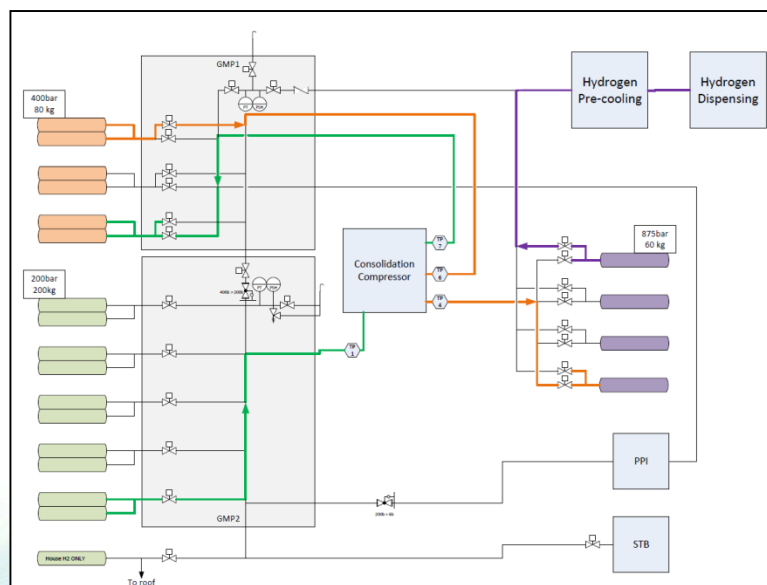 GMP1
400bar
80 kg
PT
PSH
Hydrogen
Pre-cooling
Hydrogen
Dispensing
TP
7
875bar
60 kg
Consolidation
Compressor
TP
6
200bar
200kg
TP
4
PT
PSH
TP
1
PPI
GMP2
STB
House H2 ONLY
To roof